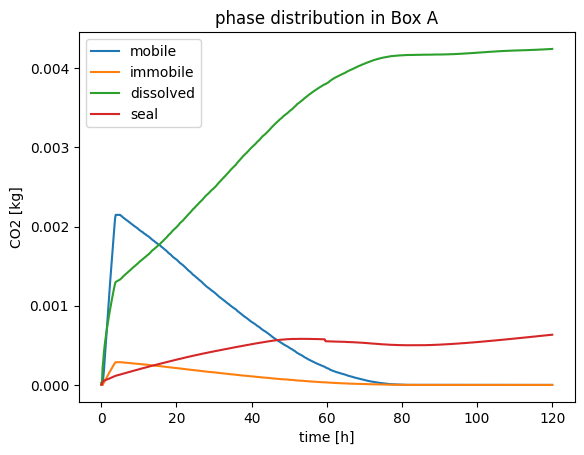 phase distribution in Box A
mobile
immobile
dissolved
seal
CO2 [kg]
0.004
0.003
0.002
0.001
0.000
0 20 40 60 80 100 120
time [h]